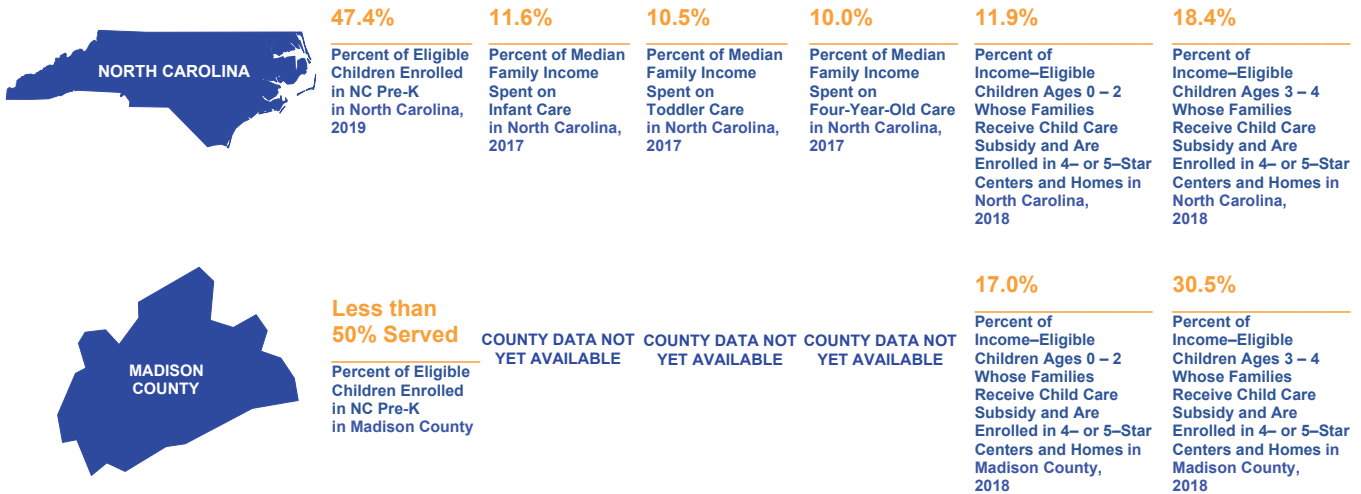 NORTH CAROLINA
47.4%
Percent of Eligible
Children Enrolled
in NC Pre-K
in North Carolina,
2019
11.6%
Percent of Median
Family Income
Spent on
Infant Care
in North Carolina,
2017
10.5%
Percent of Median
Family Income
Spent on
Toddler Care
in North Carolina,
2017
10.0%
Percent of Median
Family Income
Spent on
Four-Year-Old Care
in North Carolina,
2017
11.9%
Percent of
Income–Eligible
Children Ages 0 – 2
Whose Families
Receive Child Care
Subsidy and Are
Enrolled in 4– or 5–Star
Centers and Homes in
North Carolina,
2018
18.4%
Percent of
Income–Eligible
Children Ages 3 – 4
Whose Families
Receive Child Care
Subsidy and Are
Enrolled in 4– or 5–Star
Centers and Homes in
North Carolina,
2018
MADISON
COUNTY
Less than
50% Served
Percent of Eligible
Children Enrolled
in NC Pre-K
in Madison County
COUNTY DATA NOT
YET AVAILABLE
COUNTY DATA NOT
YET AVAILABLE
COUNTY DATA NOT
YET AVAILABLE
17.0%
Percent of
Income–Eligible
Children Ages 0 – 2
Whose Families
Receive Child Care
Subsidy and Are
Enrolled in 4– or 5–Star
Centers and Homes in
Madison County,
2018
30.5%
Percent of
Income–Eligible
Children Ages 3 – 4
Whose Families
Receive Child Care
Subsidy and Are
Enrolled in 4– or 5–Star
Centers and Homes in
Madison County,
2018